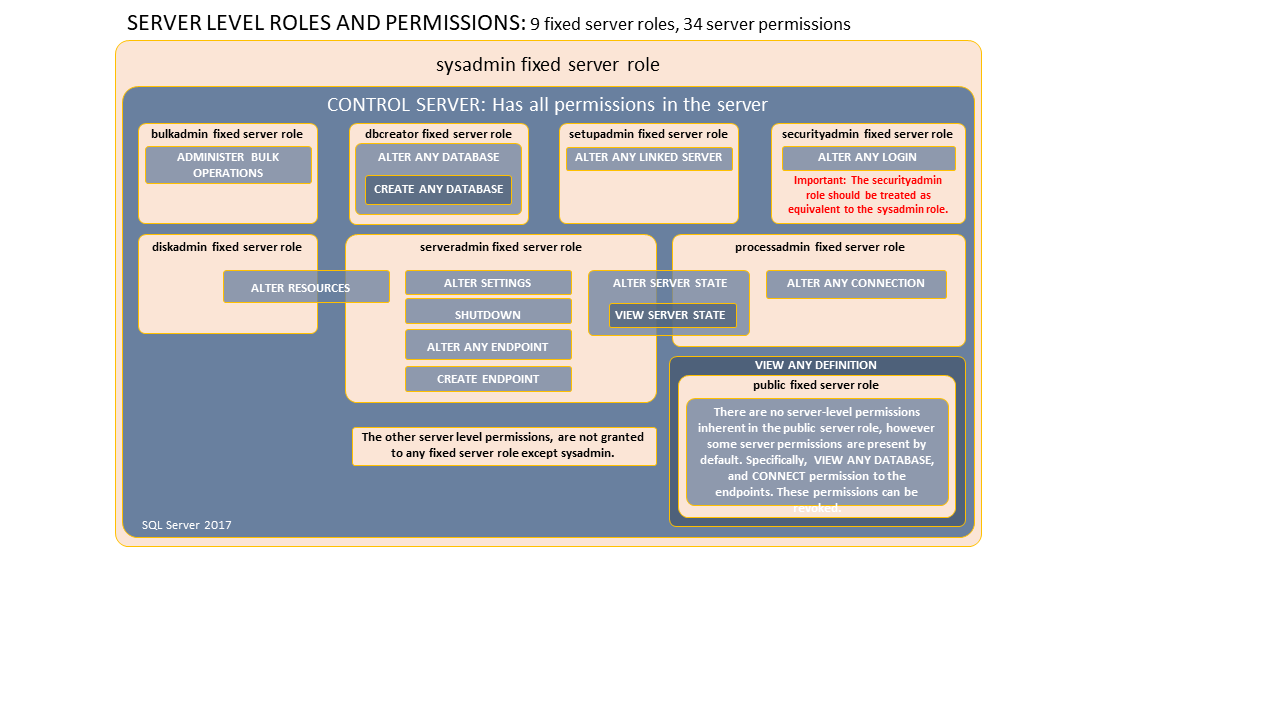 SERVER LEVEL ROLES AND PERMISSIONS: 9 fixed server roles, 34 server permissions
sysadmin fixed server role
CONTROL SERVER: Has all permissions in the server
bulkadmin fixed server role
ADMINISTER BULK
OPERATIONS
dbcreator fixed server role
ALTER ANY DATABASE
CREATE ANY DATABASE
setupadmin fixed server role
ALTER ANY LINKED SERVER
securityadmin fixed server role
ALTER ANY LOGIN
Important: The securityadmin
role should be treated as
equivalent to the sysadmin role.
diskadmin fixed server role
ALTER RESOURCES
serveradmin fixed server role
ALTER SETTINGS
SHUTDOWN
ALTER ANY ENDPOINT
CREATE ENDPOINT
ALTER SERVER STATE
VIEW SERVER STATE
processadmin fixed server role
ALTER ANY CONNECTION
VIEW ANY DEFINITION
public fixed server role
There are no server-level permissions
inherent in the public server role, however
some server permissions are present by
default. Specifically, VIEW ANY DATABASE,
and CONNECT permission to the
endpoints. These permissions can be
revoked.
The other server level permissions, are not granted
to any fixed server role except sysadmin.
SQL Server 2017